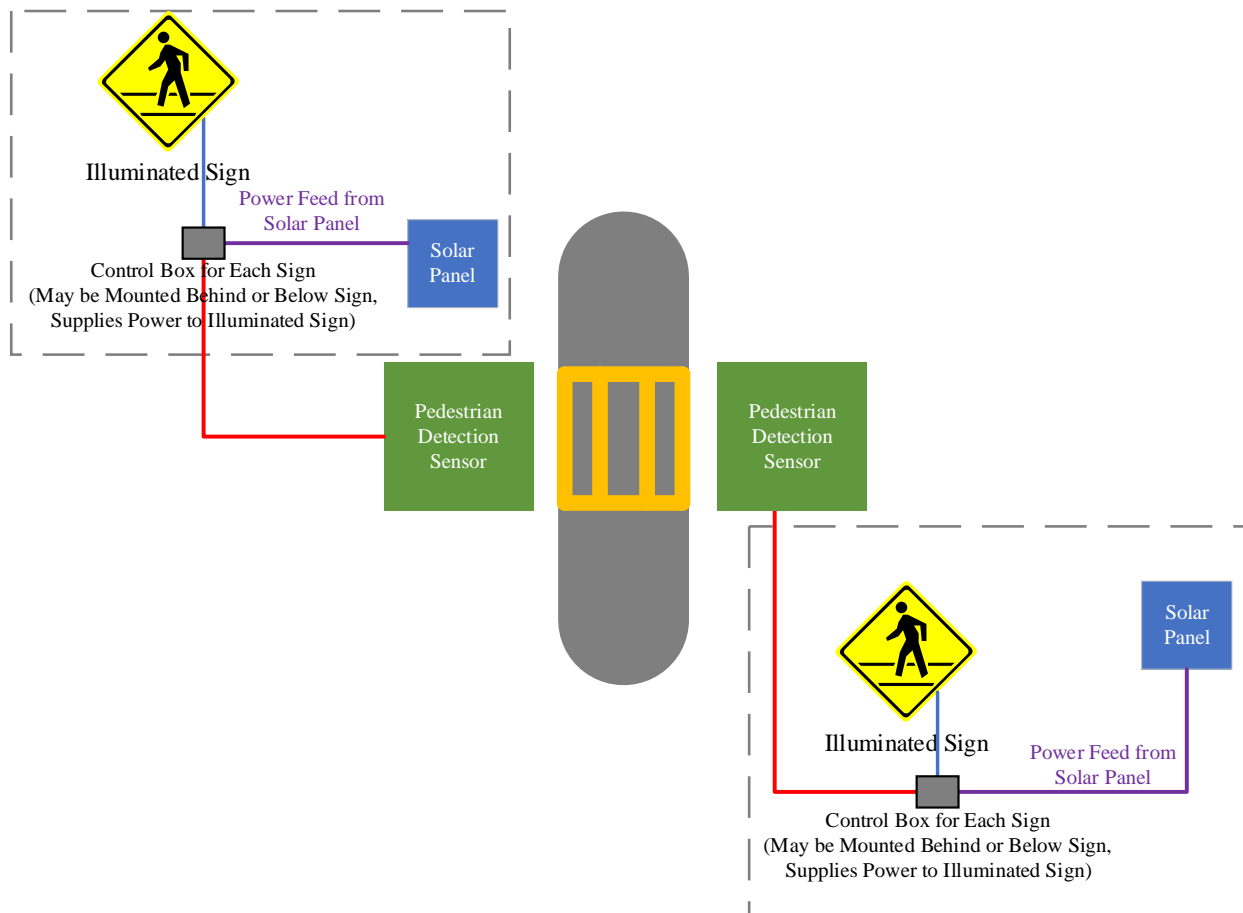 Illuminated Sign
Power Feed from
Solar Panel
Solar
Panel
Control Box for Each Sign
(May be Mounted Behind or Below Sign,
Supplies Power to Illuminated Sign)
Pedestrian
Detection
Sensor
Pedestrian
Detection
Sensor
Solar
Panel
Illuminated Sign
Power Feed from
Solar Panel
Control Box for Each Sign
(May be Mounted Behind or Below Sign,
Supplies Power to Illuminated Sign)